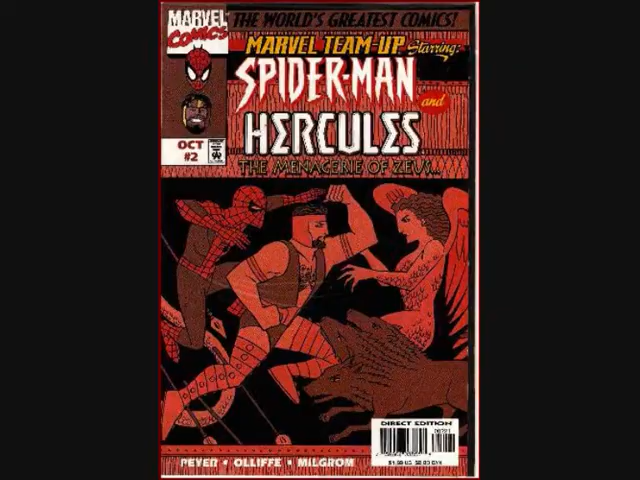 MARVEL COMICS
THE WORLD'S GREATEST COMICS!
MARVEL TEAM-UP Starring:
SPIDER-MAN
and
HERCULES
OCT
#2
THE MENAGERIE OF ZEUS...
DIRECT EDITION
PEYER • OLLIFFE • MILGROM